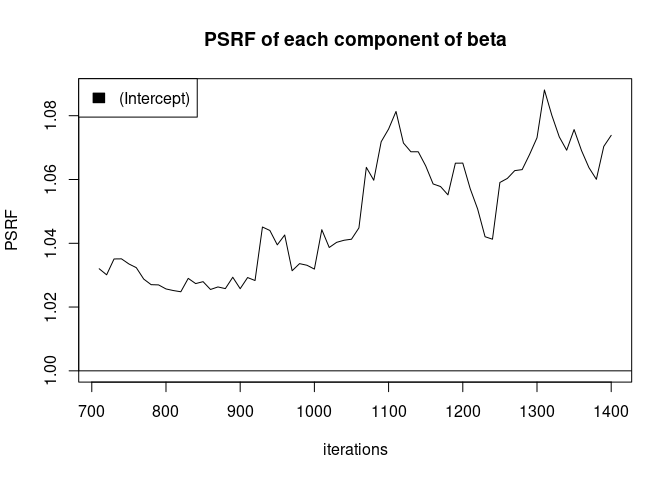 PSRF of each component of beta
(Intercept)
PSRF
1.08
1.06
1.04
1.02
1.00
700 800 900 1000 1100 1200 1300 1400
iterations